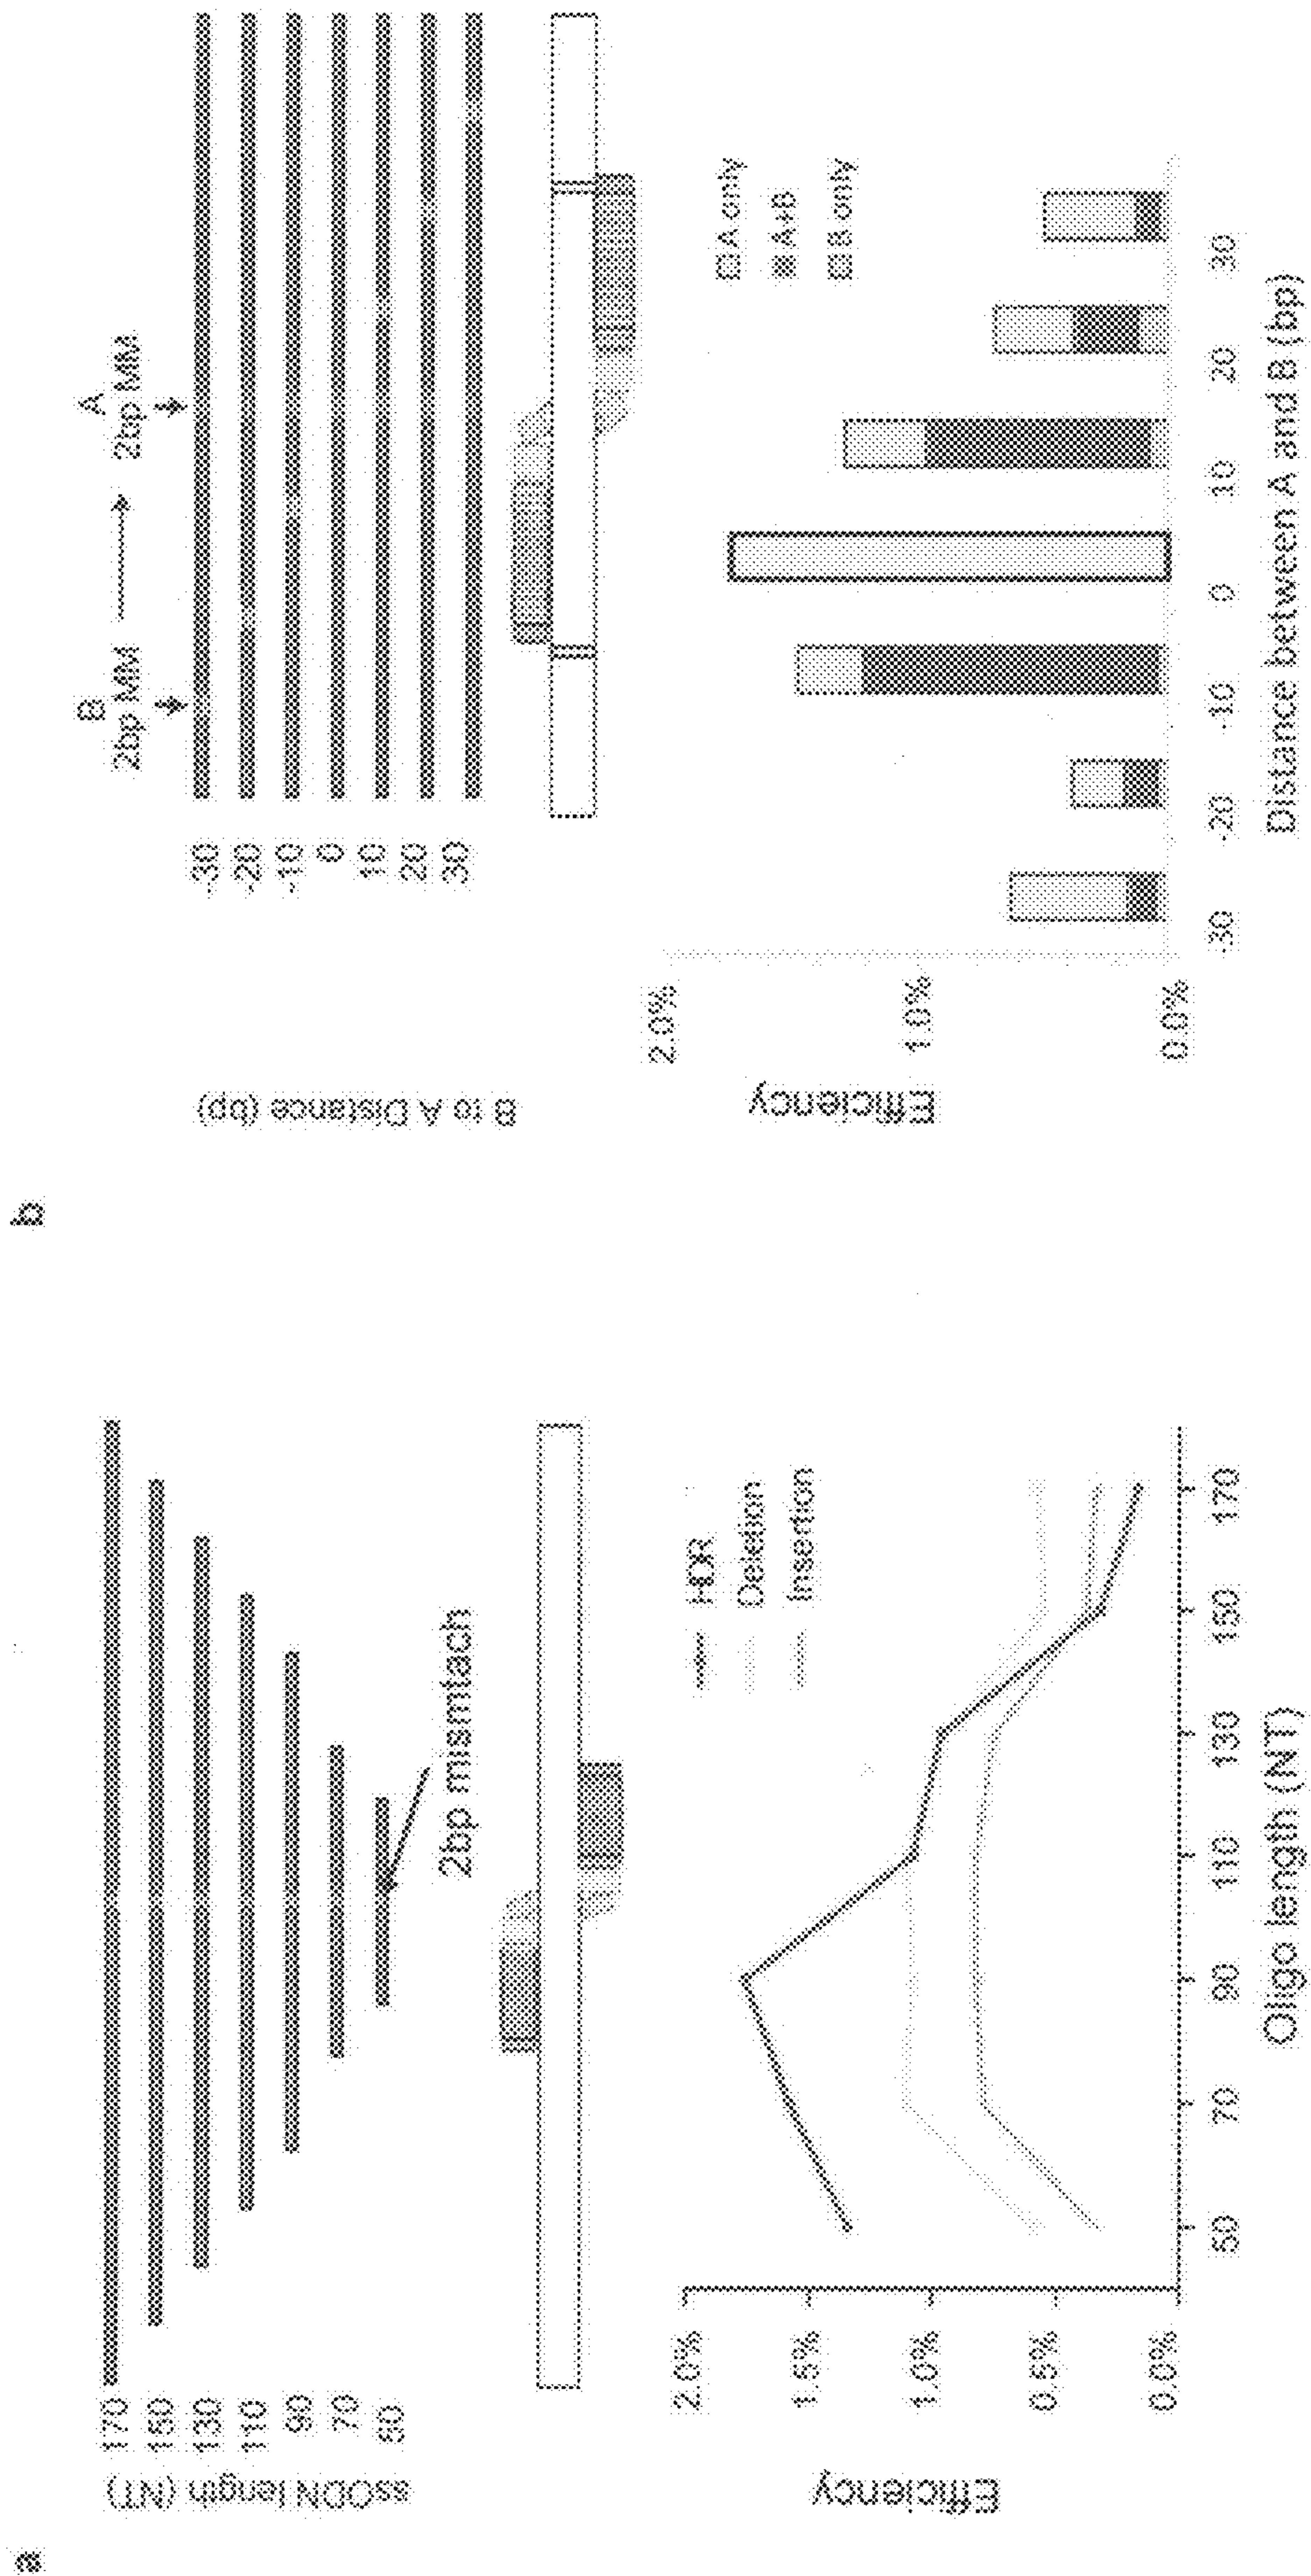 a
ssODN length (NT)
170
150
130
110
90
70
50
2bp mismtach
Efficiency
2.0%
1.5%
1.0%
0.5%
0.0%
HDR
Deletion
Insertion
50 70 90 110 130 150 170
Oligo length (NT)
b
B A
2bp MM 2bp MM
B to A Distance (bp)
-30
-20
-10
0
10
20
30
Efficiency
2.0%
1.0%
0.0%
A only
A+B
B only
-30 -20 -10 0 10 20 30
Distance between A and B (bp)